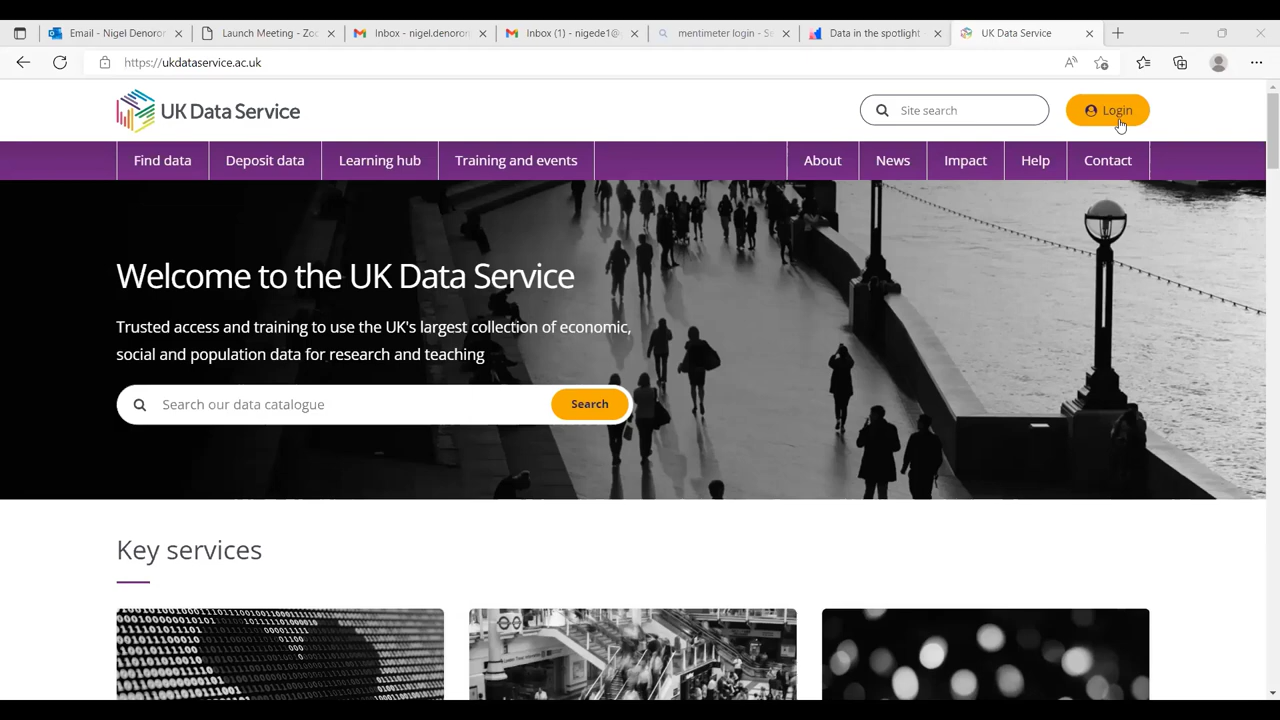 Email - Nigel Denoror
Launch Meeting - Zoo
Inbox - nigel.denoron
Inbox (1) - nigede1@
mentimeter login - Se
Data in the spotlight
UK Data Service
https://ukdataservice.ac.uk
UK Data Service
Site search
Login
Find data
Deposit data
Learning hub
Training and events
About
News
Impact
Help
Contact
Welcome to the UK Data Service
Trusted access and training to use the UK's largest collection of economic,
social and population data for research and teaching
Search our data catalogue
Search
Key services